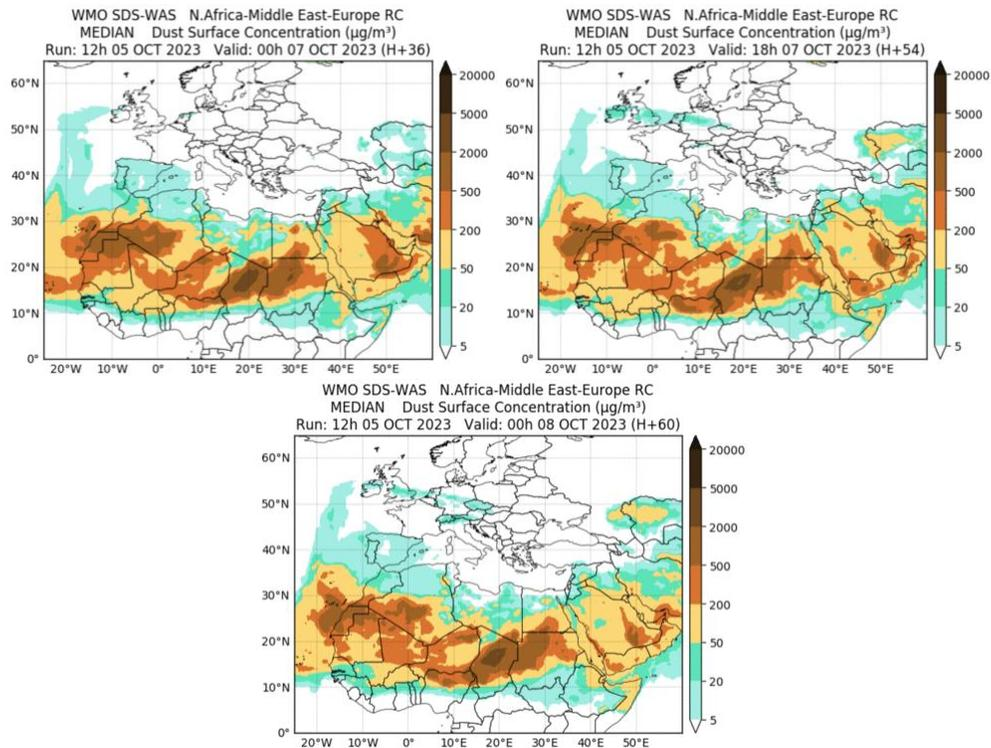 WMO SDS-WAS N.Africa-Middle East-Europe RC
MEDIAN Dust Surface Concentration (µg/m³)
Run: 12h 05 OCT 2023 Valid: 00h 07 OCT 2023 (H+36)
60°N
50°N
40°N
30°N
20°N
10°N
0°
20°W 10°W 0° 10°E 20°E 30°E 40°E 50°E
20000
5000
2000
500
200
50
20
5
WMO SDS-WAS N.Africa-Middle East-Europe RC
MEDIAN Dust Surface Concentration (µg/m³)
Run: 12h 05 OCT 2023 Valid: 18h 07 OCT 2023 (H+54)
60°N
50°N
40°N
30°N
20°N
10°N
0°
20°W 10°W 0° 10°E 20°E 30°E 40°E 50°E
20000
5000
2000
500
200
50
20
5
WMO SDS-WAS N.Africa-Middle East-Europe RC
MEDIAN Dust Surface Concentration (µg/m³)
Run: 12h 05 OCT 2023 Valid: 00h 08 OCT 2023 (H+60)
60°N
50°N
40°N
30°N
20°N
10°N
0°
20°W 10°W 0° 10°E 20°E 30°E 40°E 50°E
20000
5000
2000
500
200
50
20
5